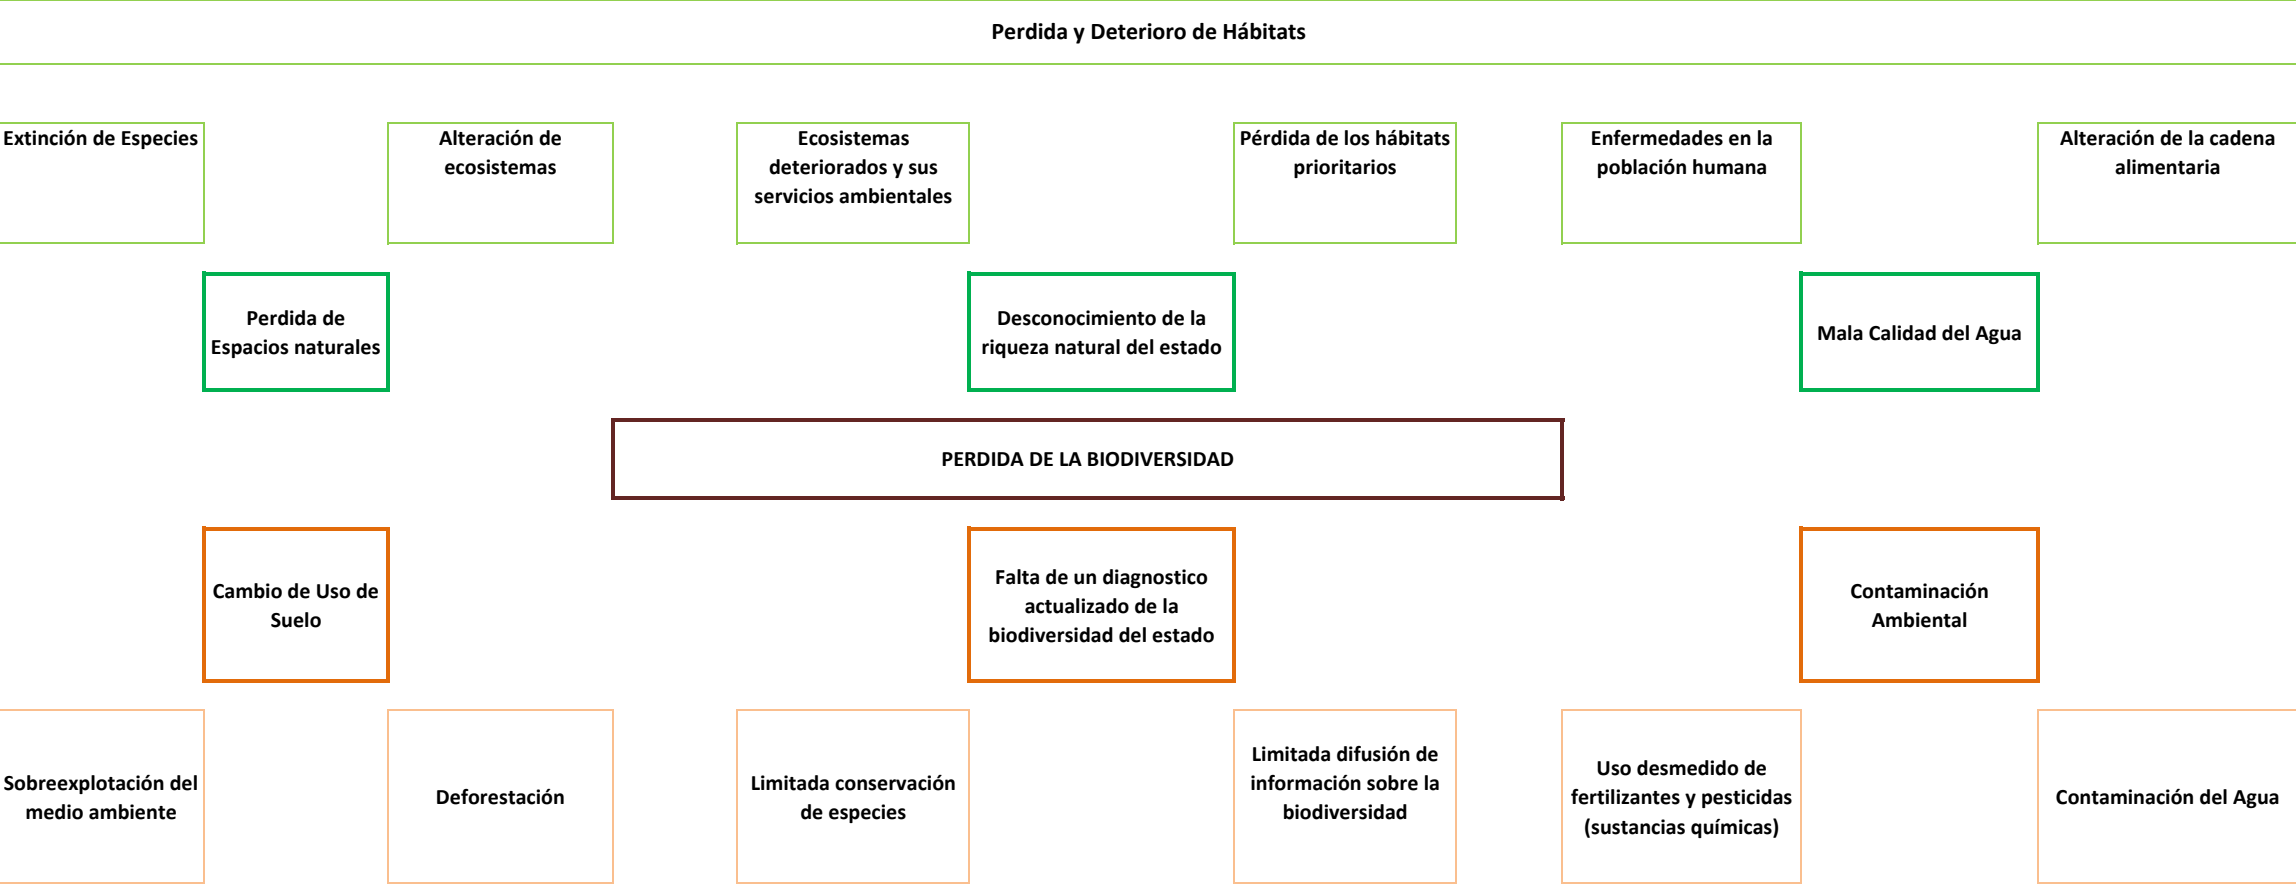 Perdida y Deterioro de Hábitats
Extinción de Especies
Alteración de
ecosistemas
Ecosistemas
deteriorados y sus
servicios ambientales
Pérdida de los hábitats
prioritarios
Enfermedades en la
población humana
Alteración de la cadena
alimentaria
Perdida de
Espacios naturales
Desconocimiento de la
riqueza natural del estado
Mala Calidad del Agua
PERDIDA DE LA BIODIVERSIDAD
Cambio de Uso de
Suelo
Falta de un diagnostico
actualizado de la
biodiversidad del estado
Contaminación
Ambiental
Sobreexplotación del
medio ambiente
Deforestación
Limitada conservación
de especies
Limitada difusión de
información sobre la
biodiversidad
Uso desmedido de
fertilizantes y pesticidas
(sustancias químicas)
Contaminación del Agua